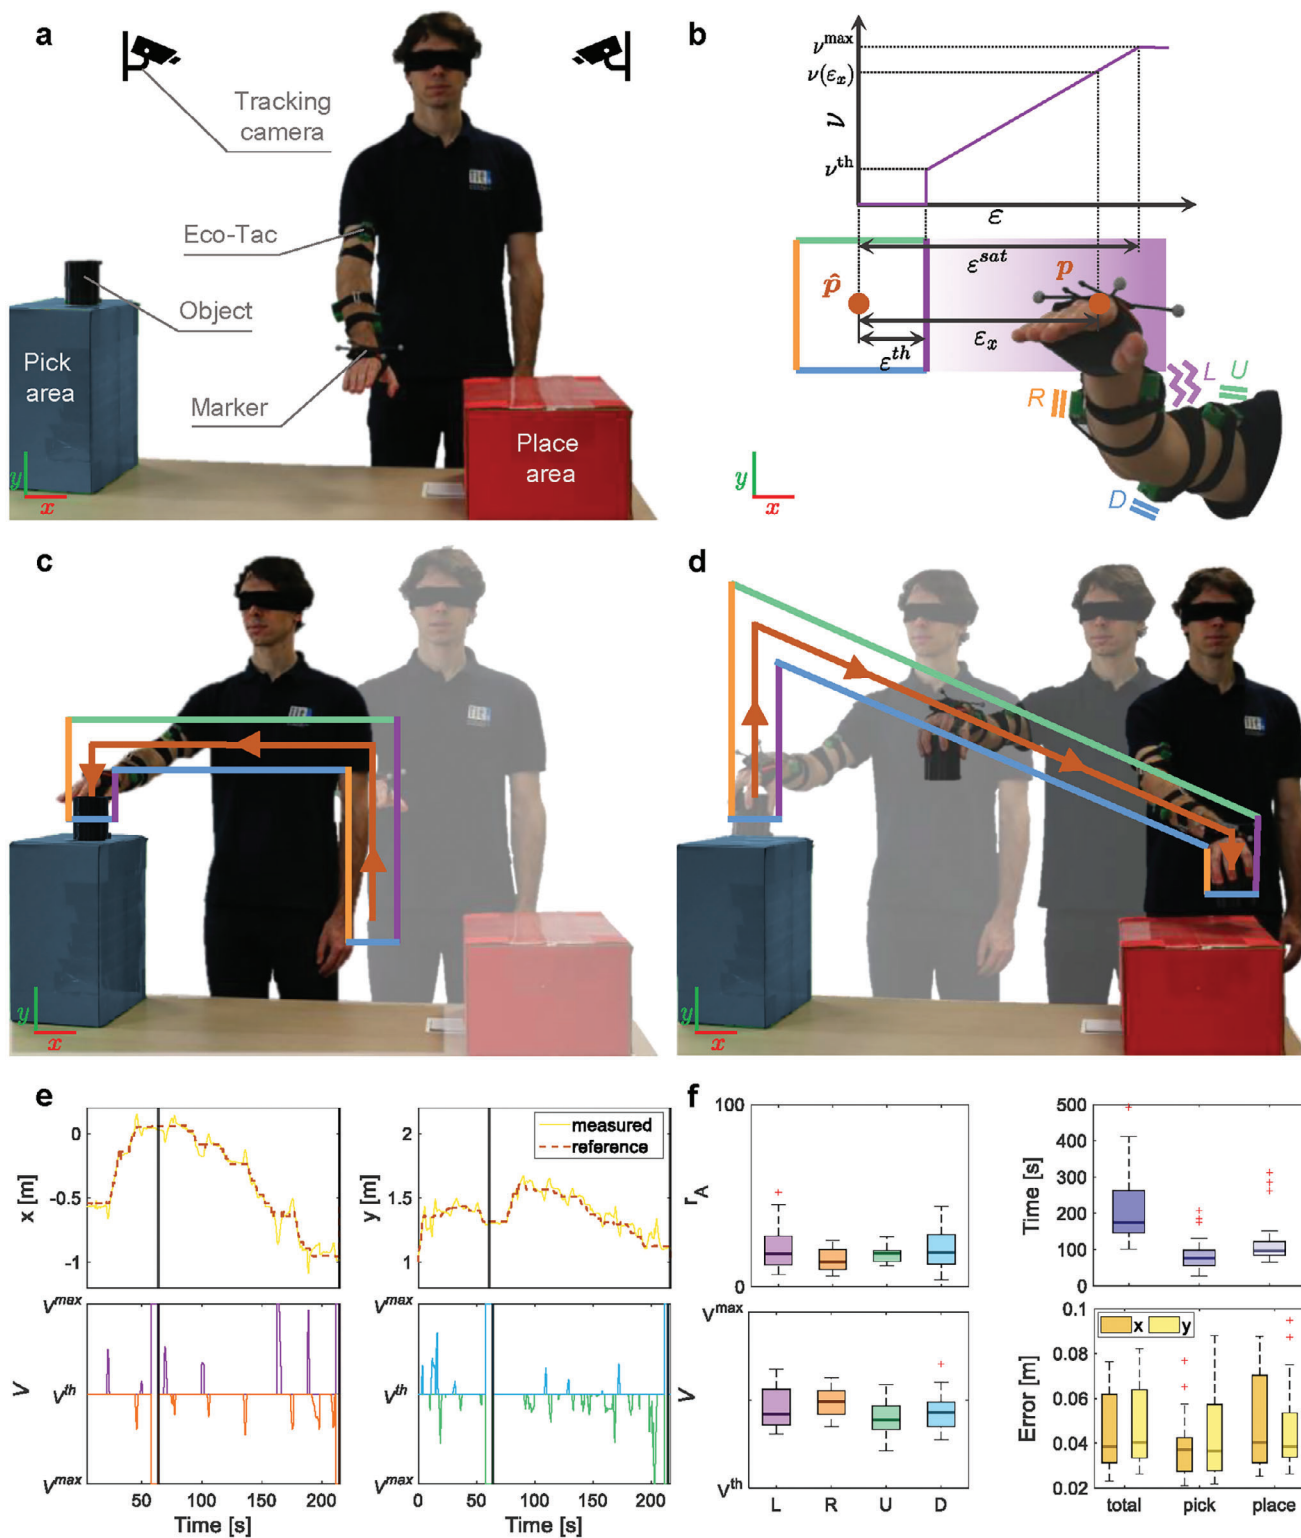 a
Tracking
camera
Eco-Tac
Object
Pick
area
Marker
Place
area
y
x
b
ν^max
ν(ε_x)
ν
ν^th
ε
ε^sat
p̂
p
ε_x
ε^th
R
L
U
D
y
x
c
y
x
d
y
x
e
x [m]
0
-0.5
-1
y [m]
2
1.5
1
measured
reference
V
V^max
V^th
V^max
50
100
150
200
Time [s]
V^max
V^th
V^max
0
50
100
150
200
Time [s]
f
r_A
100
0
V
V^max
V^th
L
R
U
D
Time [s]
500
400
300
200
100
0
Error [m]
0.1
0.08
0.06
0.04
0.02
x
y
total
pick
place